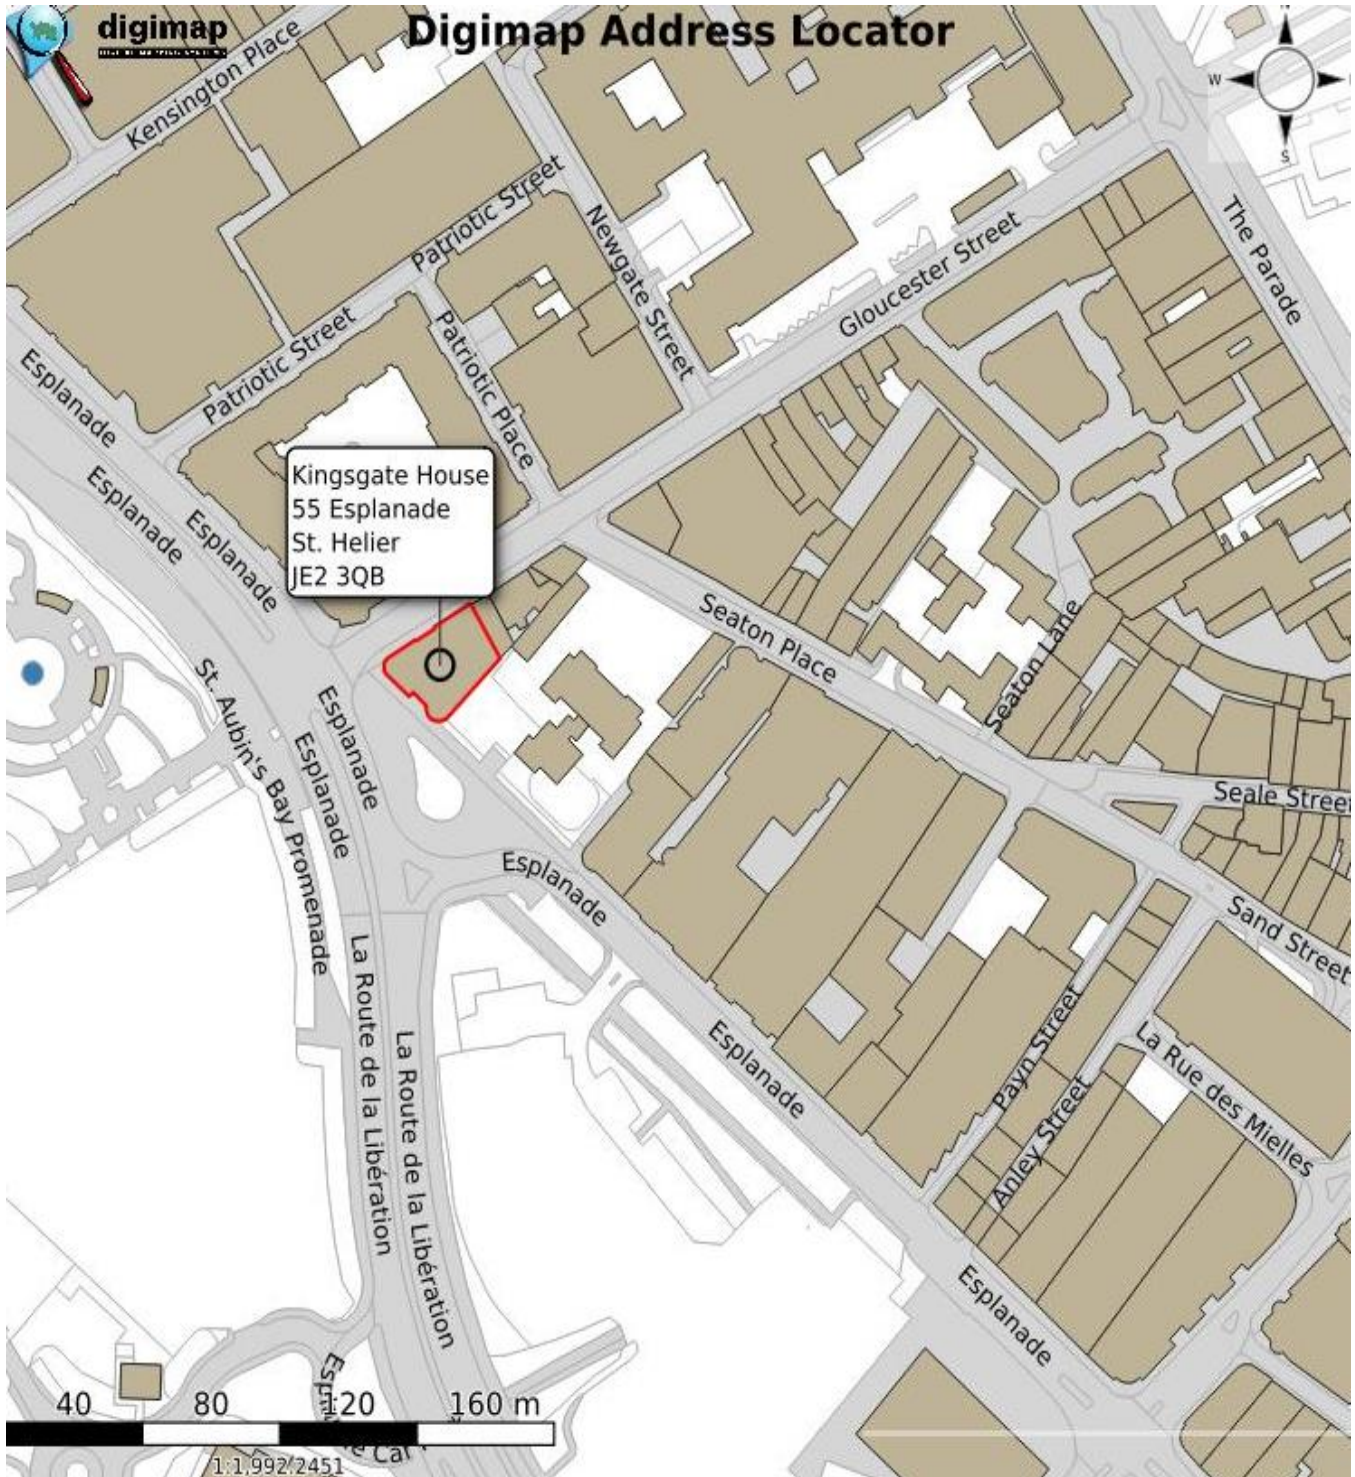 digimap
Digimap Address Locator
N
W
S
Kensington Place
Patriotic Street
Newgate Street
Gloucester Street
The Parade
Patriotic Street
Patriotic Place
Esplanade
Esplanade
Esplanade
Kingsgate House
55 Esplanade
St. Helier
JE2 3QB
Seaton Place
Seaton Lane
St. Aubin's Bay Promenade
Esplanade
Esplanade
Seale Street
Esplanade
Sand Street
La Route de la Libération
La Route de la Libération
Esplanade
Payn Street
Anley Street
La Rue des Mielles
Esplanade
40 80 120 160 m
1:1,992.2451